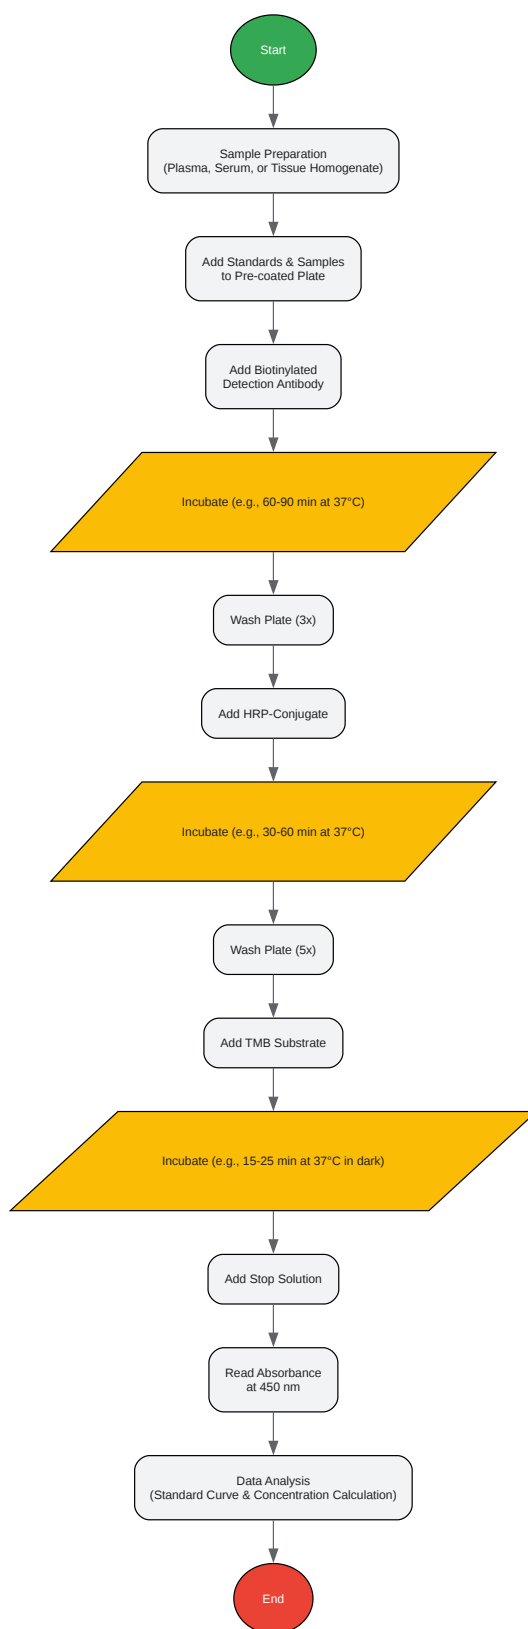 Start
Sample Preparation
(Plasma, Serum, or Tissue Homogenate)
Add Standards & Samples
to Pre-coated Plate
Add Biotinylated
Detection Antibody
Incubate (e.g., 60-90 min at 37°C)
Wash Plate (3x)
Add HRP-Conjugate
Incubate (e.g., 30-60 min at 37°C)
Wash Plate (5x)
Add TMB Substrate
Incubate (e.g., 15-25 min at 37°C in dark)
Add Stop Solution
Read Absorbance
at 450 nm
Data Analysis
(Standard Curve & Concentration Calculation)
End